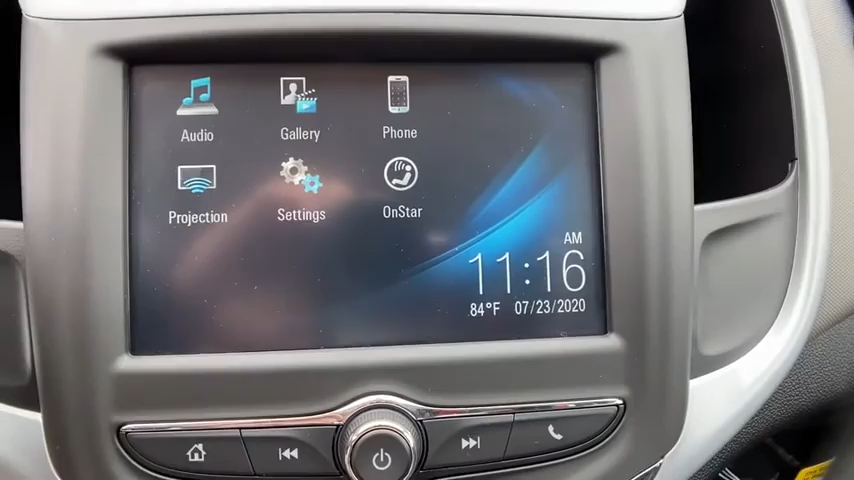 Audio Gallery Phone
Projection Settings OnStar
AM
11:16
84°F 07/23/2020